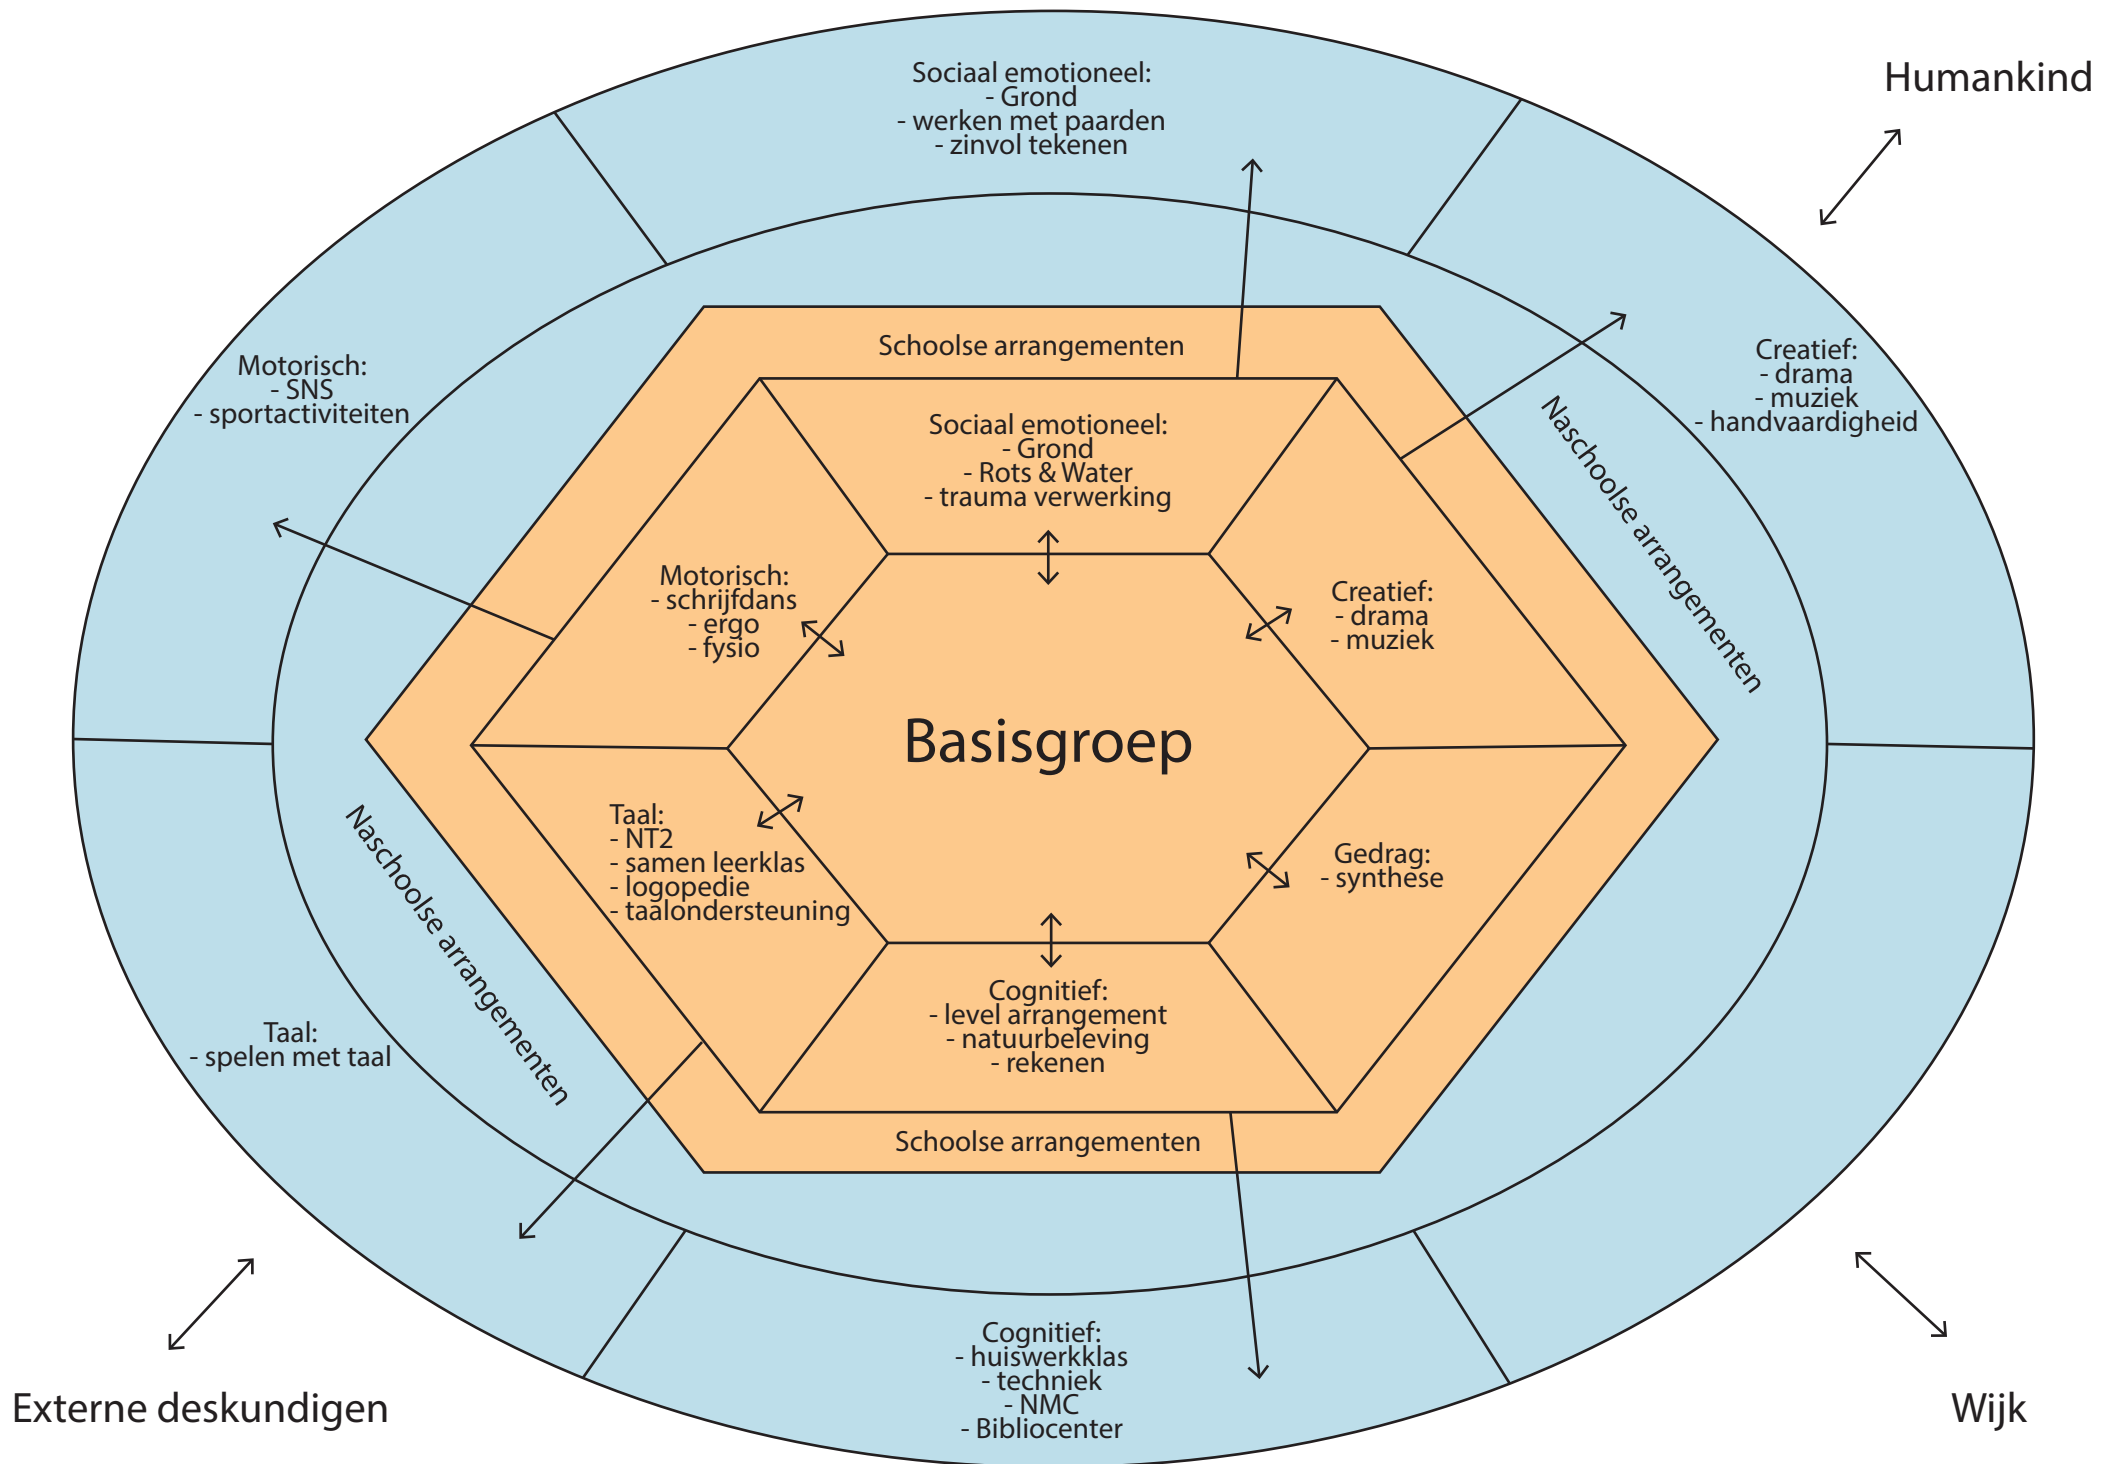 Sociaal emotioneel:
- Grond
- werken met paarden
- zinvol tekenen
Humankind
Motorisch:
- SNS
- sportactiviteiten
Creatief:
- drama
- muziek
- handvaardigheid
Schoolse arrangementen
Naschoolse arrangementen
Sociaal emotioneel:
- Grond
- Rots & Water
- trauma verwerking
Motorisch:
- schrijfdans
- ergo
- fysio
Creatief:
- drama
- muziek
Basisgroep
Taal:
- NT2
- samen leerklas
- logopedie
- taalondersteuning
Gedrag:
- synthese
Cognitief:
- level arrangement
- natuurbeleving
- rekenen
Naschoolse arrangementen
Taal:
- spelen met taal
Schoolse arrangementen
Cognitief:
- huiswerkklas
- techniek
- NMC
- Bibliocenter
Externe deskundigen
Wijk